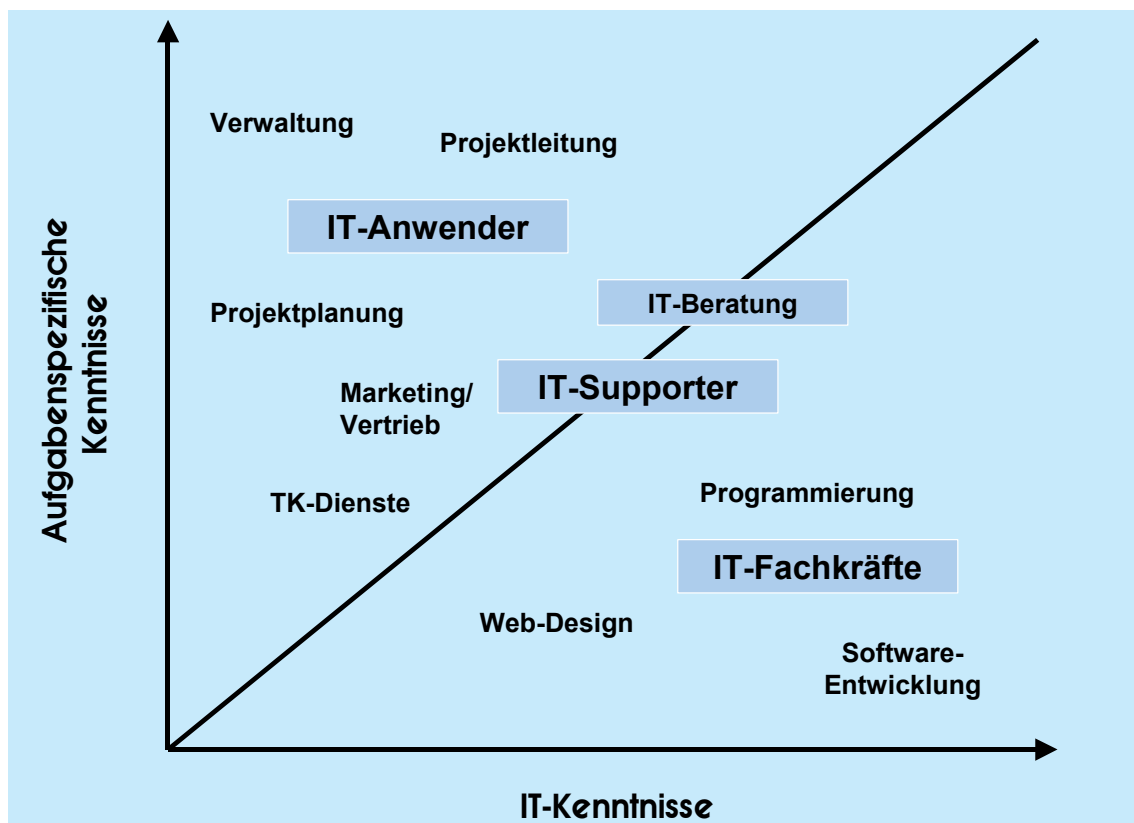 Verwaltung
Projektleitung
IT-Anwender
IT-Beratung
Projektplanung
IT-Supporter
Marketing/
Vertrieb
TK-Dienste
Programmierung
IT-Fachkräfte
Web-Design
Software-
Entwicklung
Aufgabenspezifische
Kenntnisse
IT-Kenntnisse